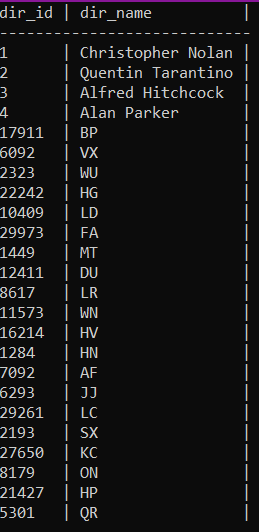 dir_id | dir_name |
-------------------------------
1 | Christopher Nolan |
2 | Quentin Tarantino |
3 | Alfred Hitchcock |
4 | Alan Parker |
17911 | BP |
6092 | VX |
2323 | WU |
22242 | HG |
10409 | LD |
29973 | FA |
1449 | MT |
12411 | DU |
8617 | LR |
11573 | WN |
16214 | HV |
1284 | HN |
7092 | AF |
6293 | JJ |
29261 | LC |
2193 | SX |
27650 | KC |
8179 | ON |
21427 | HP |
5301 | QR |